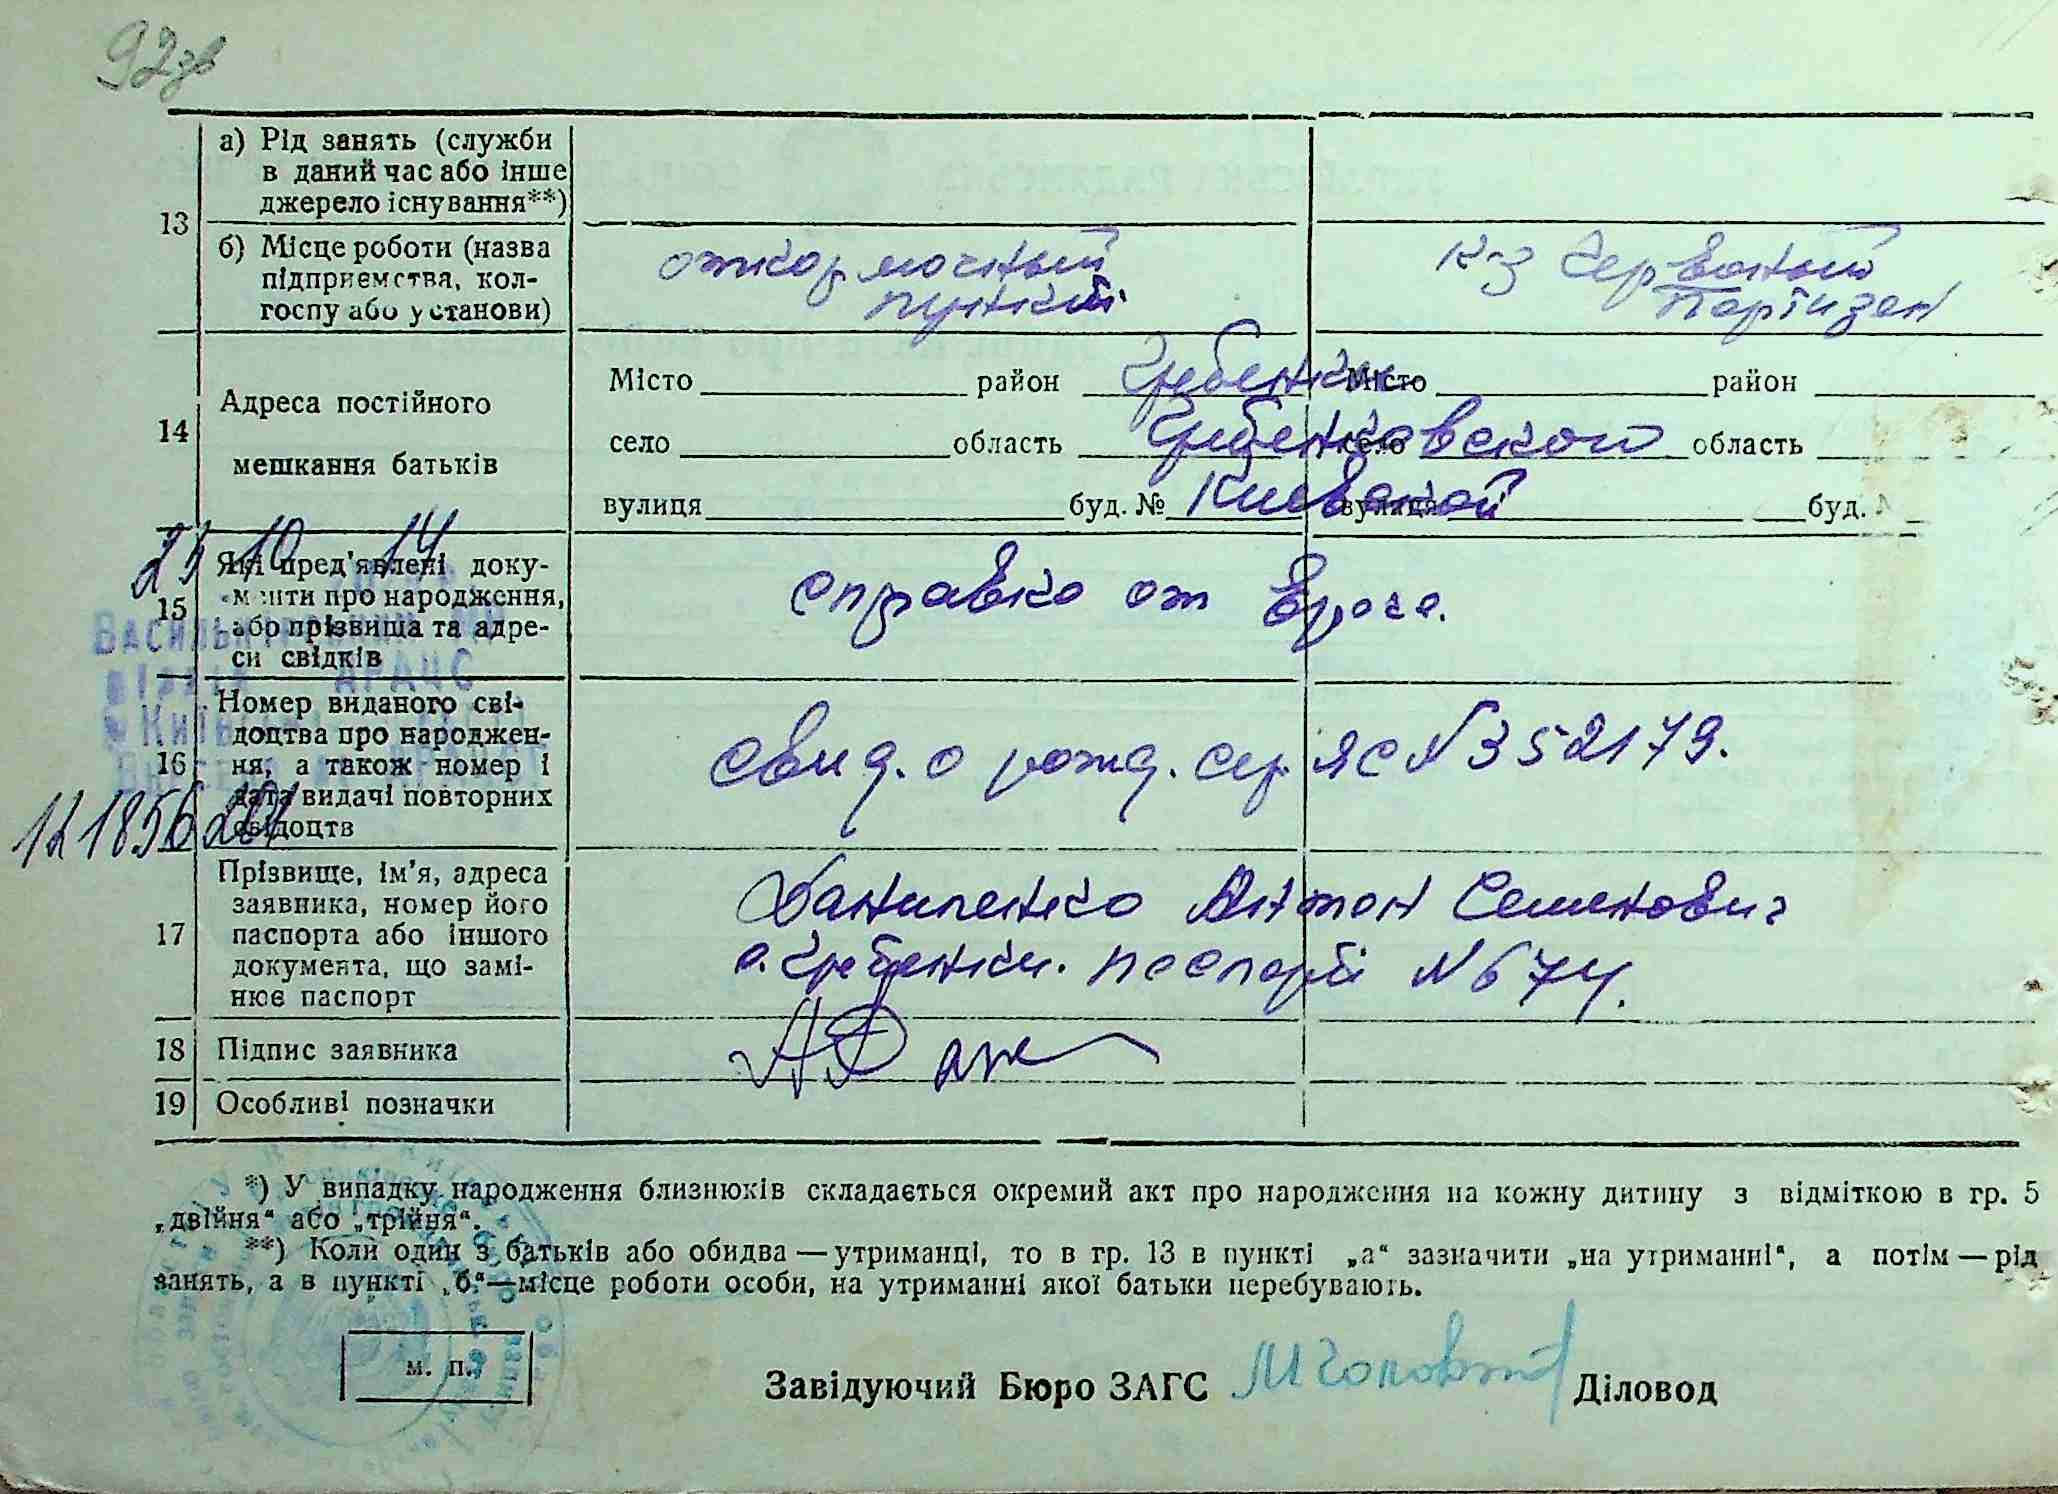 92зв
13
а) Рід занять (служби
в даний час або інше
джерело існування**)
б) Місце роботи (назва
підприємства, кол-
госпу або установи)
откормочный
пункт.
к-з Червоный
Партизан
14
Адреса постійного
мешкання батьків
Місто район Гребенки Місто район
село область Гребенковского село область
вулиця буд. № Киевской вулиця буд.
15
Які пред'явлені доку-
менти про народження,
або прізвища та адре-
си свідків
справка от врача.
16
Номер виданого сві-
доцтва про народжен-
ня, а також номер і
дата видачі повторних
свідоцтв
свид. о рожд. сер ЯС № 352179.
17
Прізвище, ім'я, адреса
заявника, номер його
паспорта або іншого
документа, що замі-
нює паспорт
Даниленко Антон Семенович
с. Гребенки. паспорт № 674.
18 Підпис заявника
19 Особливі позначки
*) У випадку народження близнюків складається окремий акт про народження на кожну дитину з відміткою в гр. 5
„двійня“ або „трійня“.
**) Коли один з батьків або обидва — утриманці, то в гр. 13 в пункті „а“ зазначити „на утриманні“, а потім — рід
занять, а в пункті „б“ — місце роботи особи, на утриманні якої батьки перебувають.
м. п.
Завідуючий Бюро ЗАГС Діловод